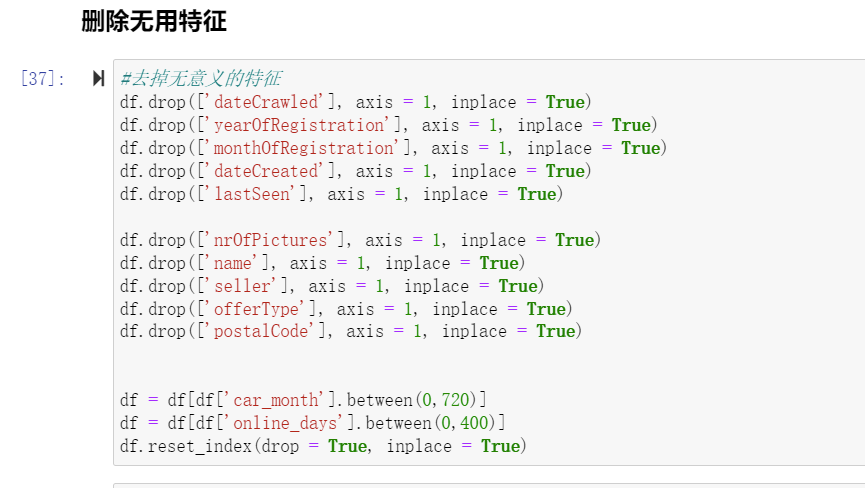 删除无用特征
[37]:
#去掉无意义的特征
df.drop(['dateCrawled'], axis = 1, inplace = True)
df.drop(['yearOfRegistration'], axis = 1, inplace = True)
df.drop(['monthOfRegistration'], axis = 1, inplace = True)
df.drop(['dateCreated'], axis = 1, inplace = True)
df.drop(['lastSeen'], axis = 1, inplace = True)
df.drop(['nrOfPictures'], axis = 1, inplace = True)
df.drop(['name'], axis = 1, inplace = True)
df.drop(['seller'], axis = 1, inplace = True)
df.drop(['offerType'], axis = 1, inplace = True)
df.drop(['postalCode'], axis = 1, inplace = True)
df = df[df['car_month'].between(0,720)]
df = df[df['online_days'].between(0,400)]
df.reset_index(drop = True, inplace = True)